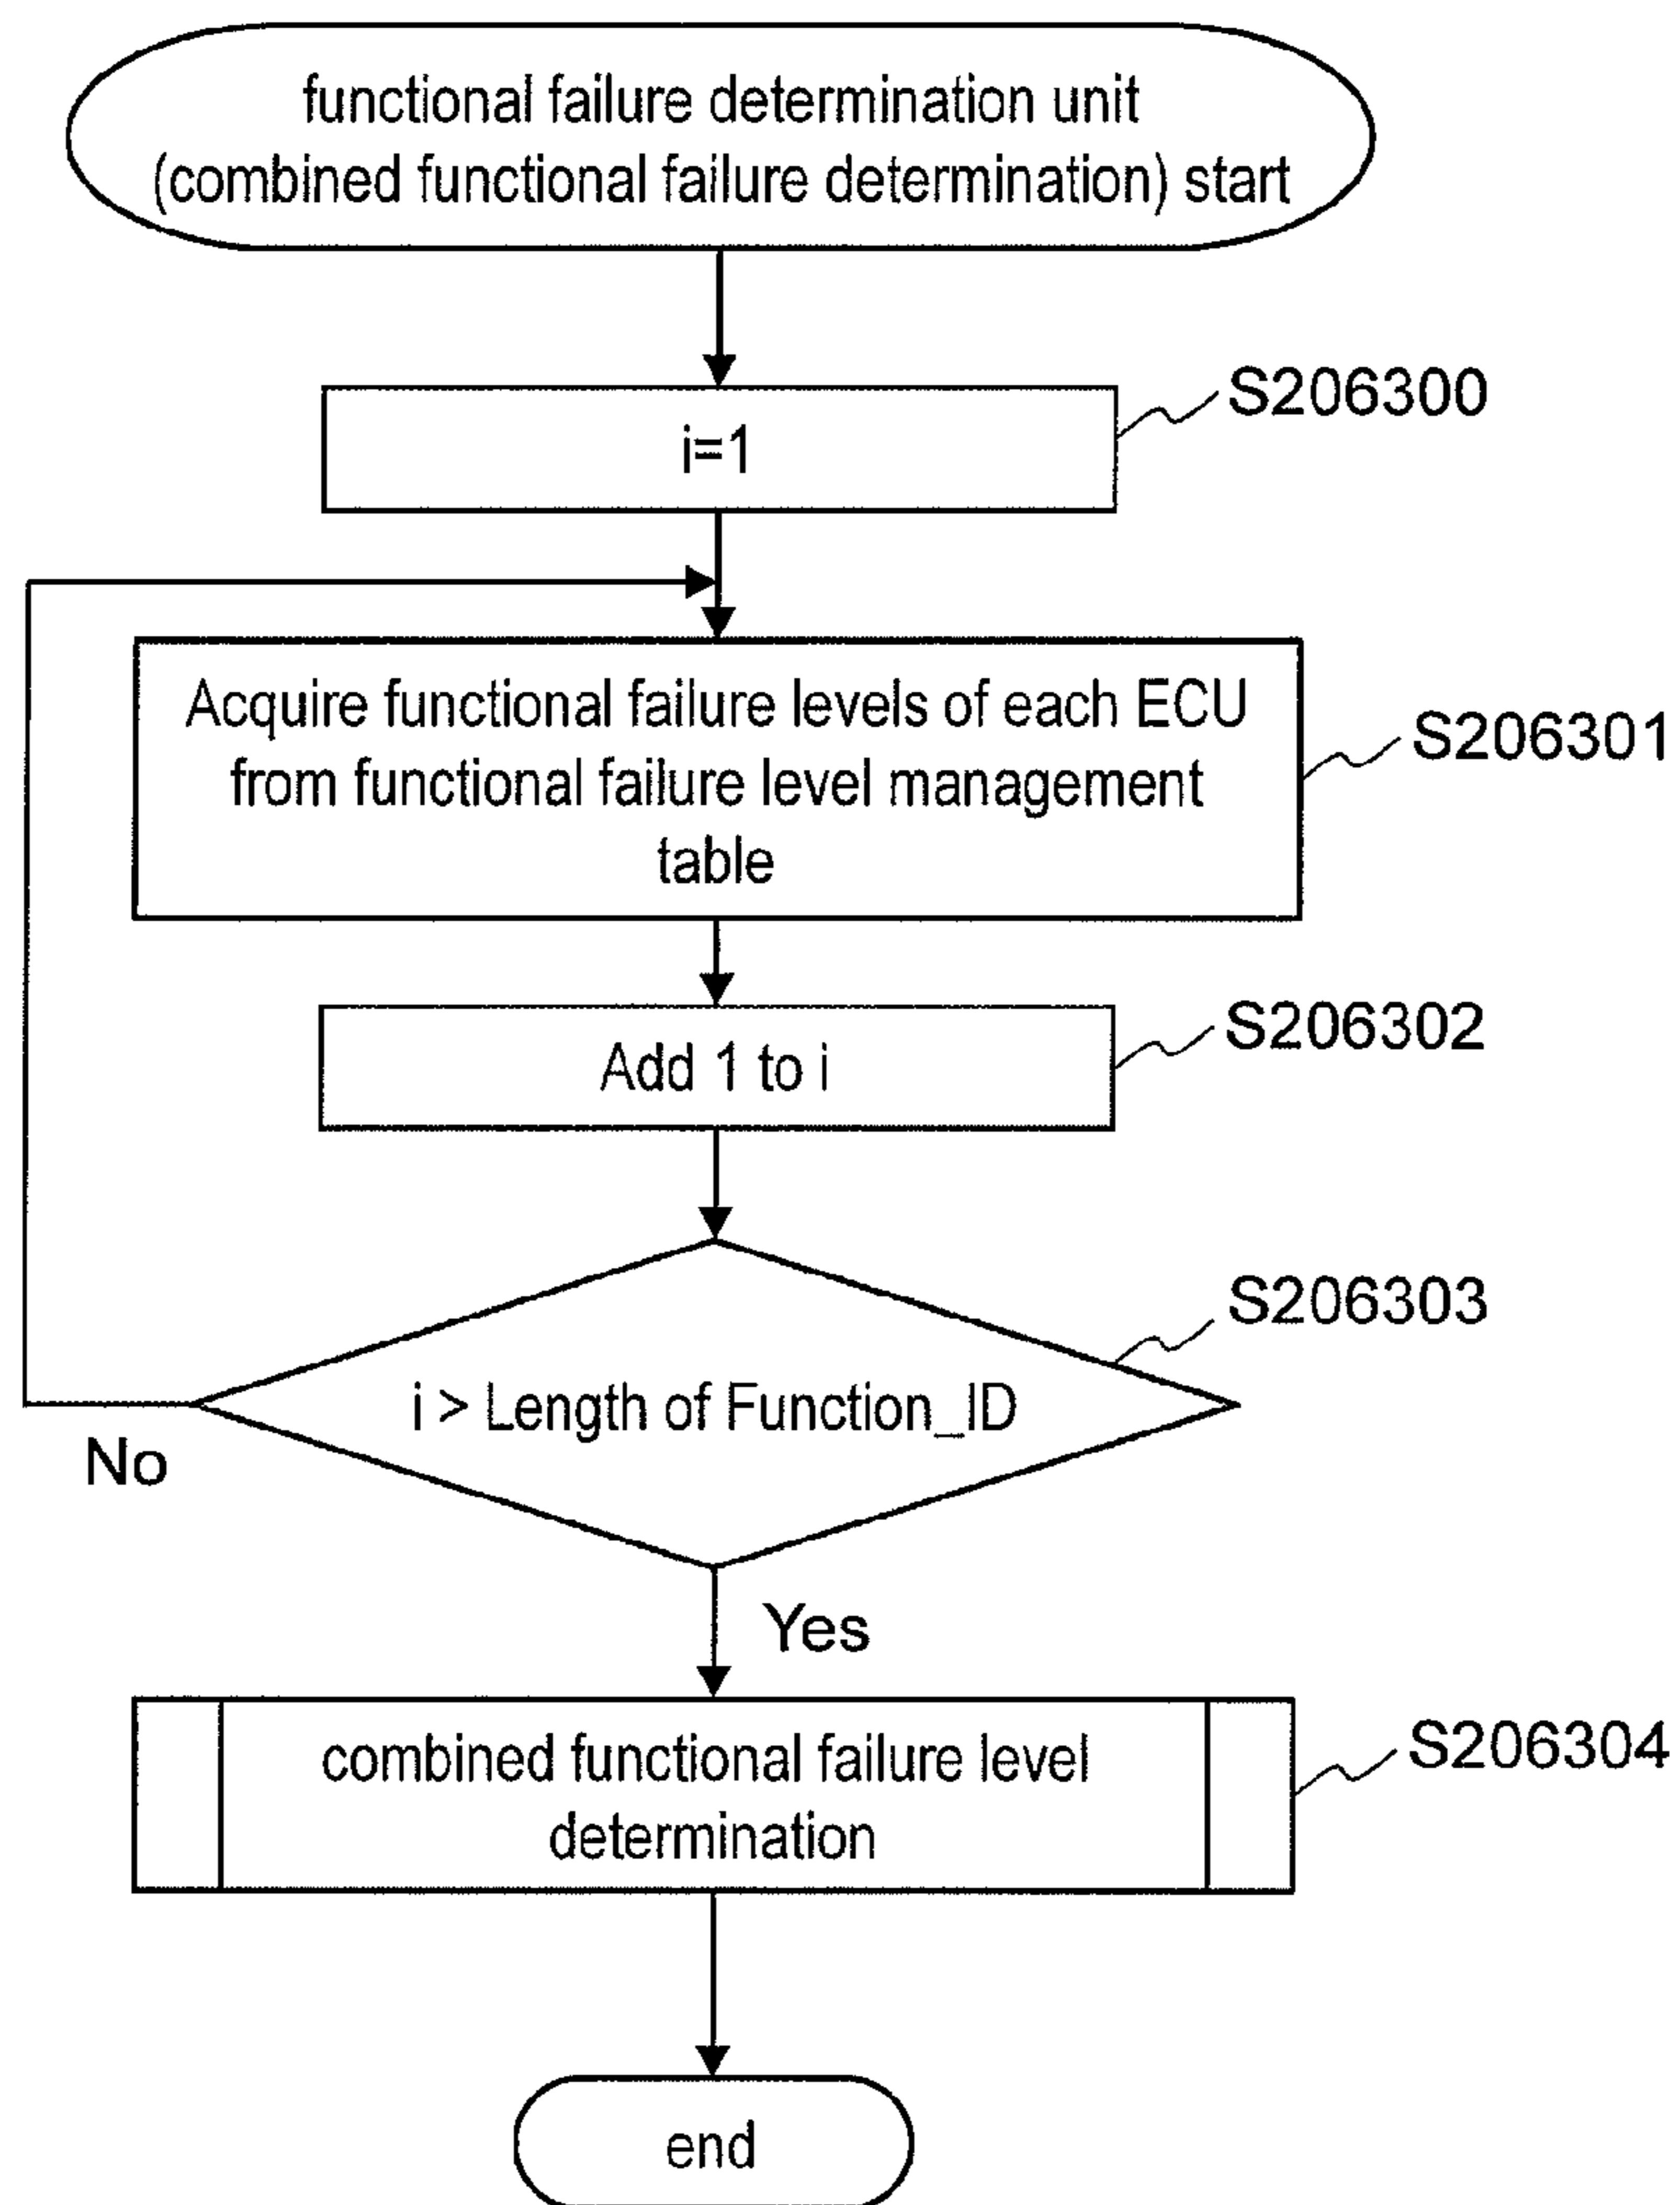 functional failure determination unit
(combined functional failure determination) start
S206300
i=1
Acquire functional failure levels of each ECU
from functional failure level management
table
S206301
S206302
Add 1 to i
S206303
i > Length of Function_ID
No
Yes
combined functional failure level
determination
S206304
end